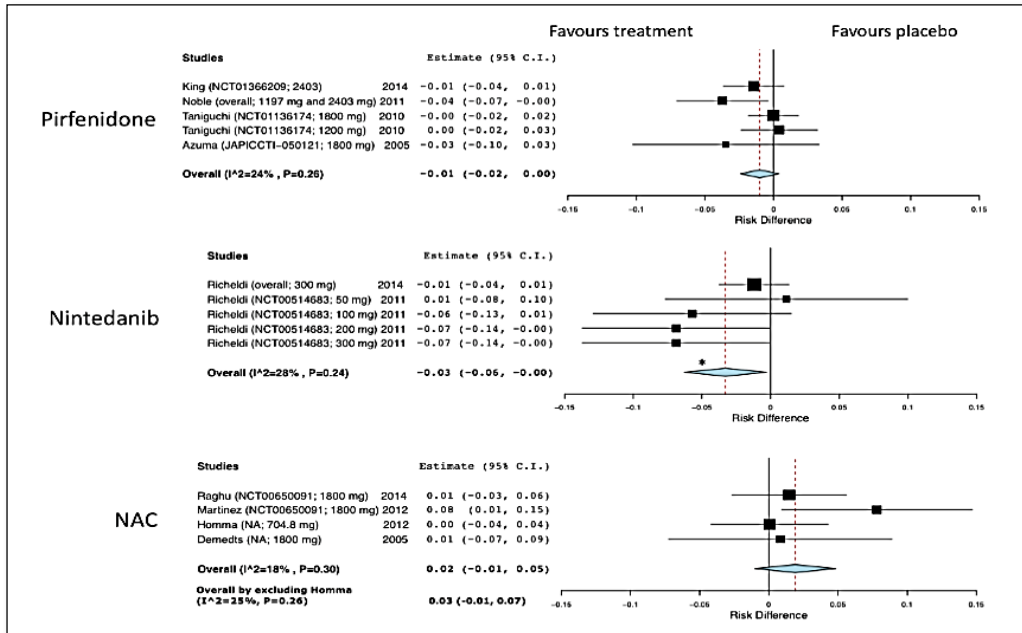 Favours treatment Favours placebo
Studies Estimate (95% C.I.)
King (NCT01366209; 2403) 2014 -0.01 (-0.04, 0.01)
Noble (overall; 1197 mg and 2403 mg) 2011 -0.04 (-0.07, -0.00)
Pirfenidone
Taniguchi (NCT01136174; 1800 mg) 2010 -0.00 (-0.02, 0.02)
Taniguchi (NCT01136174; 1200 mg) 2010 0.00 (-0.02, 0.03)
Azuma (JAPICCTI-050121; 1800 mg) 2005 -0.03 (-0.10, 0.03)
Overall (I^2=24% , P=0.26) -0.01 (-0.02, 0.00)
-0.15 -0.1 -0.05 0 0.05 0.1 0.15
Risk Difference
Studies Estimate (95% C.I.)
Richeldi (overall; 300 mg) 2014 -0.01 (-0.04, 0.01)
Richeldi (NCT00514683; 50 mg) 2011 0.01 (-0.08, 0.10)
Nintedanib
Richeldi (NCT00514683; 100 mg) 2011 -0.06 (-0.13, 0.01)
Richeldi (NCT00514683; 200 mg) 2011 -0.07 (-0.14, -0.00)
Richeldi (NCT00514683; 300 mg) 2011 -0.07 (-0.14, -0.00)
*
Overall (I^2=28% , P=0.24) -0.03 (-0.06, -0.00)
-0.15 -0.1 -0.05 0 0.05 0.1 0.15
Risk Difference
Studies Estimate (95% C.I.)
Raghu (NCT00650091; 1800 mg) 2014 0.01 (-0.03, 0.06)
Martinez (NCT00650091; 1800 mg) 2012 0.08 (0.01, 0.15)
NAC
Homma (NA; 704.8 mg) 2012 0.00 (-0.04, 0.04)
Demedts (NA; 1800 mg) 2005 0.01 (-0.07, 0.09)
Overall (I^2=18% , P=0.30) 0.02 (-0.01, 0.05)
Overall by excluding Homma
(I^2=25%, P=0.26) 0.03 (-0.01, 0.07)
-0.15 -0.1 -0.05 0 0.05 0.1 0.15
Risk Difference